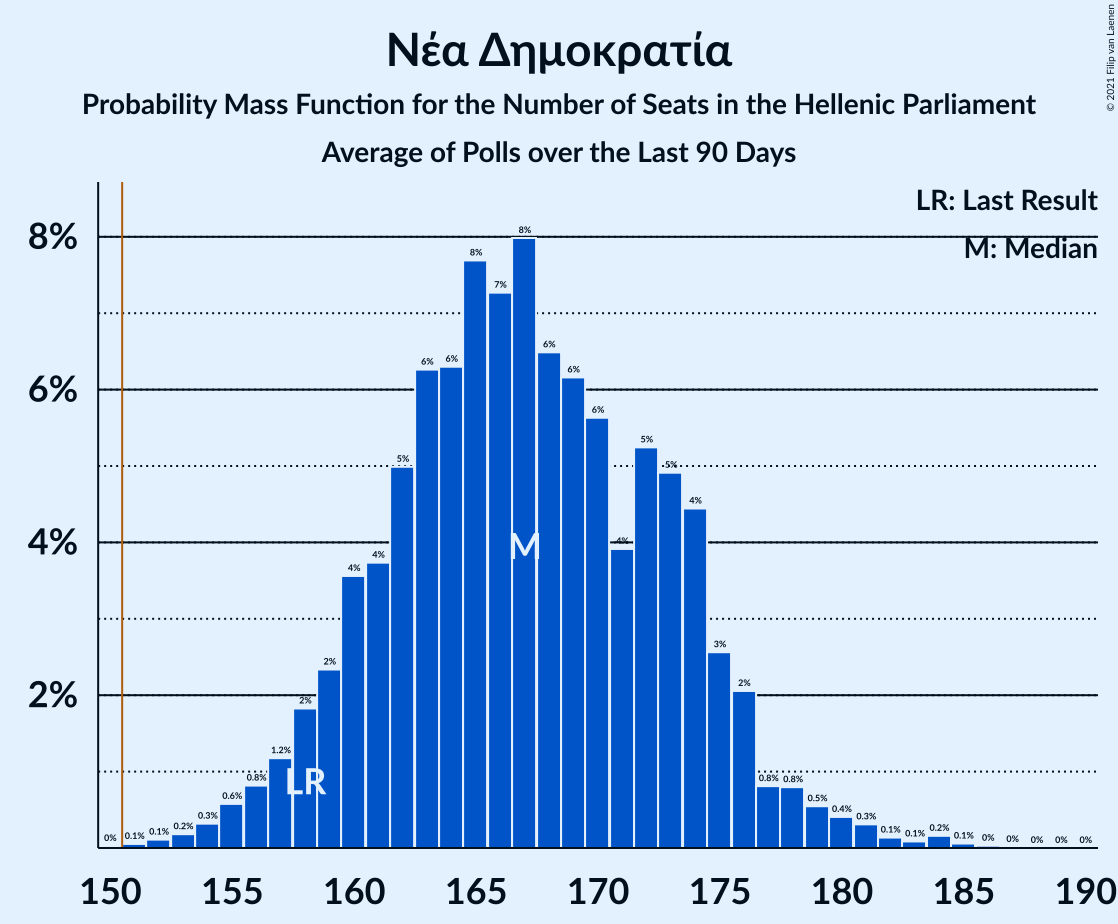 Νέα Δημοκρατία
Probability Mass Function for the Number of Seats in the Hellenic Parliament
Average of Polls over the Last 90 Days
© 2021 Filip van Laenen
LR: Last Result
M: Median
8%
6%
4%
2%
0% 0.1% 0.1% 0.2% 0.3% 0.6% 0.8% 1.2% 2% 2% 4% 4% 5% 6% 6% 8% 7% 8% 6% 6% 6% 4% 5% 5% 4% 3% 2% 0.8% 0.8% 0.5% 0.4% 0.3% 0.1% 0.1% 0.2% 0.1% 0% 0% 0% 0% 0%
M
LR
150 155 160 165 170 175 180 185 190